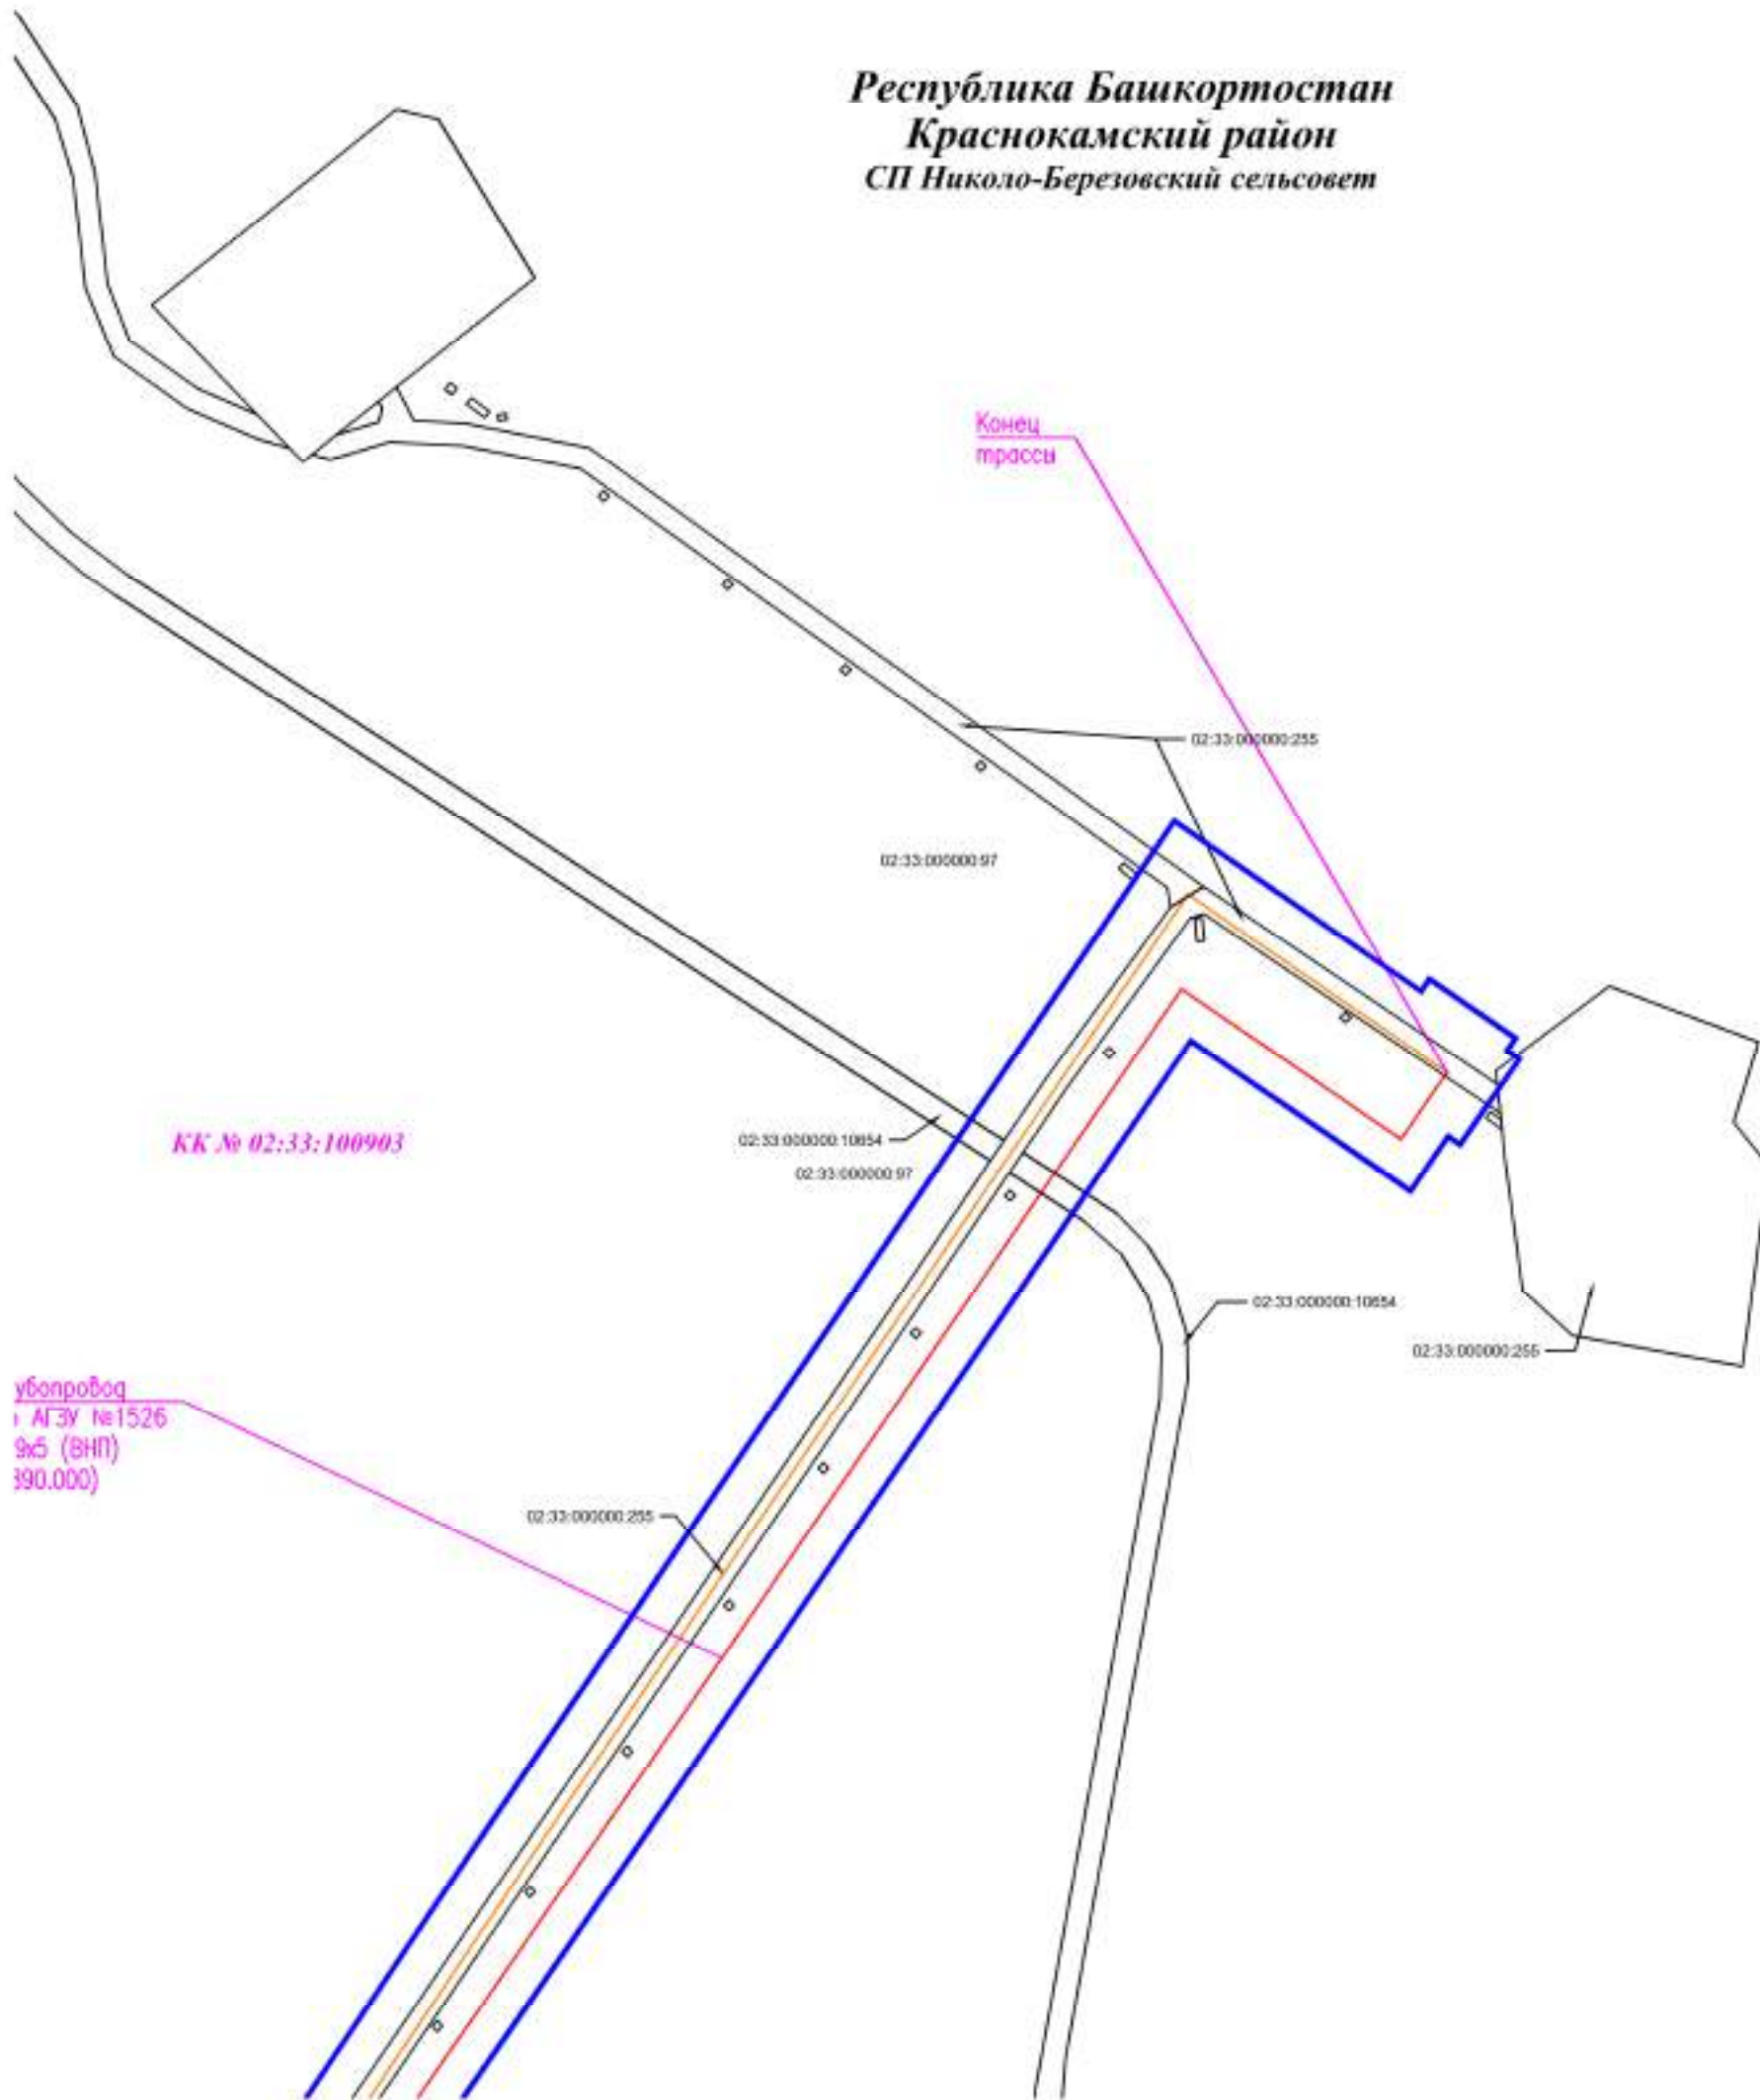 Республика Башкортостан
Краснокамский район
СП Николо-Березовский сельсовет
Конец
трассы
02:33:000000:255
02:33:000000:97
КК № 02:33:100903
02:33:000000:10654
02:33:000000:97
02:33:000000:10654
02:33:000000:255
убопровод
АГЗУ №1526
9х5 (ВНП)
390.000)
02:33:000000:255